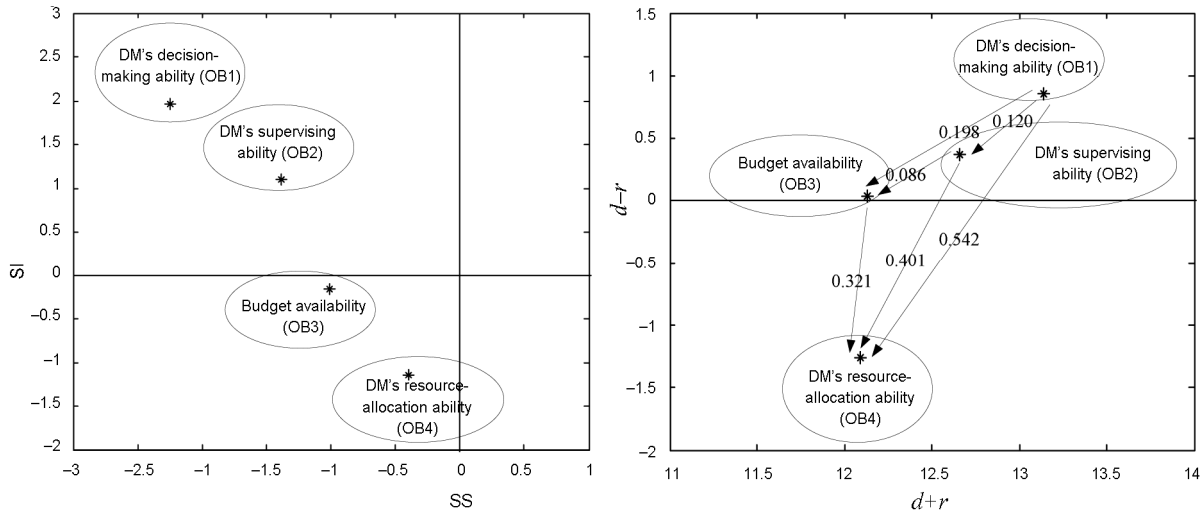 3
2.5
2
1.5
1
0.5
0
−0.5
−1
−1.5
−2
SI
−3
−2.5
−1
−1.5
−1
−0.5
0
0.5
1
SS
DM's decision-
making ability (OB1)
DM's supervising
ability (OB2)
Budget availability
(OB3)
DM's resource-
allocation ability
(OB4)
1.5
1
0.5
0
−0.5
−1
−1.5
−2
d−r
11
11.5
12
12.5
13
13.5
14
d+r
DM's decision-
making ability (OB1)
0.120
0.198
DM's supervising
ability (OB2)
Budget availability
(OB3)
0.086
0.542
0.401
0.321
DM's resource-
allocation ability
(OB4)